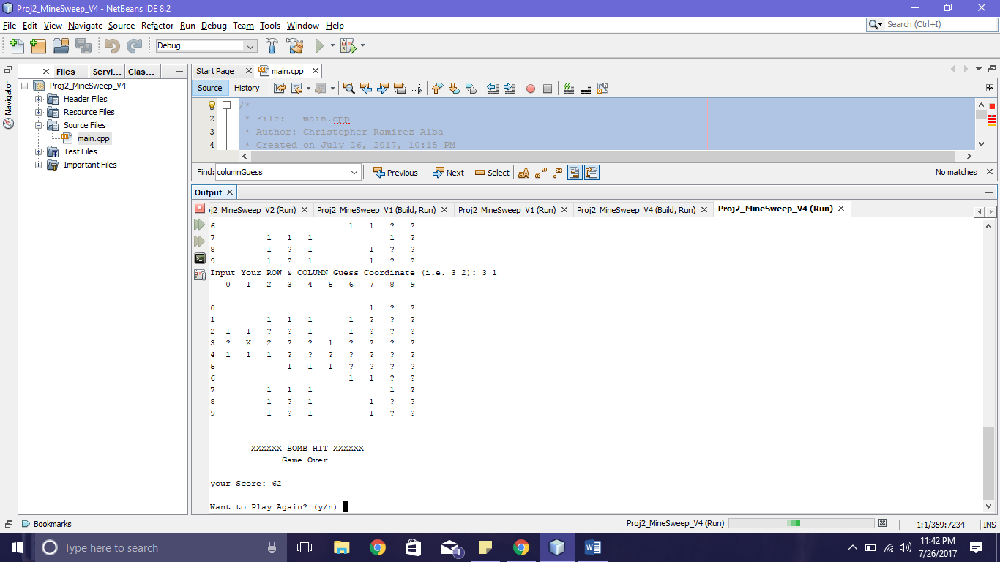 Proj2_MineSweep_V4 - NetBeans IDE 8.2
File Edit View Navigate Source Refactor Run Debug Team Tools Window Help
Search (Ctrl+I)
Debug
Files Servi... Clas...
Start Page main.cpp
Navigator
Proj2_MineSweep_V4
Header Files
Resource Files
Source Files
main.cpp
Test Files
Important Files
Source History
/*
2 * File: main.cpp
3 * Author: Christopher Ramirez-Alba
4 * Created on July 26, 2017, 10:15 PM
Find: columnGuess Previous Next Select No matches
Output
oj2_MineSweep_V2 (Run) Proj2_MineSweep_V1 (Build, Run) Proj2_MineSweep_V1 (Run) Proj2_MineSweep_V4 (Build, Run) Proj2_MineSweep_V4 (Run)
6 1 1 ? ?
7 1 1 1 1 ?
8 1 ? 1 1 ? ?
9 1 ? 1 1 ? ?
Input Your ROW & COLUMN Guess Coordinate (i.e. 3 2): 3 1
0 1 2 3 4 5 6 7 8 9
0 1 ? ?
1 1 1 1 1 ? ? ?
2 1 1 ? ? 1 1 ? ? ?
3 ? X 2 ? ? 1 ? ? ? ?
4 1 1 1 ? ? ? ? ? ? ?
5 1 1 1 ? ? ? ?
6 1 1 ? ?
7 1 1 1 1 ?
8 1 ? 1 1 ? ?
9 1 ? 1 1 ? ?
XXXXXX BOMB HIT XXXXXX
-Game Over-
your Score: 62
Want to Play Again? (y/n)
Bookmarks
Proj2_MineSweep_V4 (Run)
1:1/359:7234 INS
Type here to search
1
11:42 PM
7/26/2017